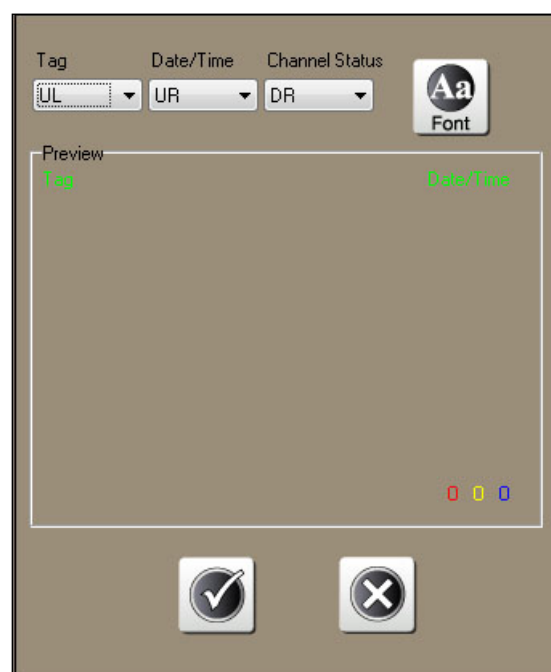 Tag Date/Time Channel Status
UL UR DR
Aa
Font
Preview
Tag Date/Time
0 0 0